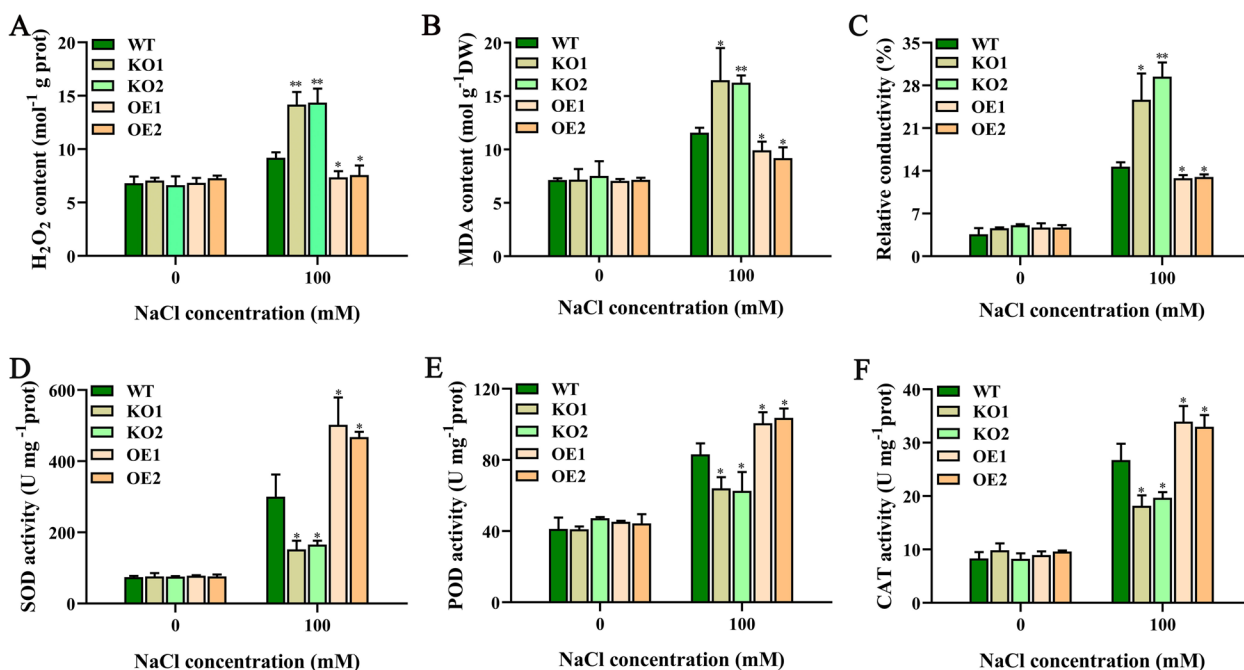 A
H₂O₂ content (mol⁻¹ g prot)
20
15
10
5
0
WT
KO1
KO2
OE1
OE2
** **
* *
0 100
NaCl concentration (mM)
B
MDA content (mol g⁻¹DW)
20
15
10
5
0
WT
KO1
KO2
OE1
OE2
* **
* *
0 100
NaCl concentration (mM)
C
Relative conductivity (%)
35
28
21
14
7
0
WT
KO1
KO2
OE1
OE2
* **
* *
0 100
NaCl concentration (mM)
D
SOD activity (U mg⁻¹prot)
600
400
200
0
WT
KO1
KO2
OE1
OE2
* *
* *
0 100
NaCl concentration (mM)
E
POD activity (U mg⁻¹prot)
120
80
40
0
WT
KO1
KO2
OE1
OE2
* *
* *
0 100
NaCl concentration (mM)
F
CAT activity (U mg⁻¹prot)
40
30
20
10
0
WT
KO1
KO2
OE1
OE2
* *
* *
0 100
NaCl concentration (mM)